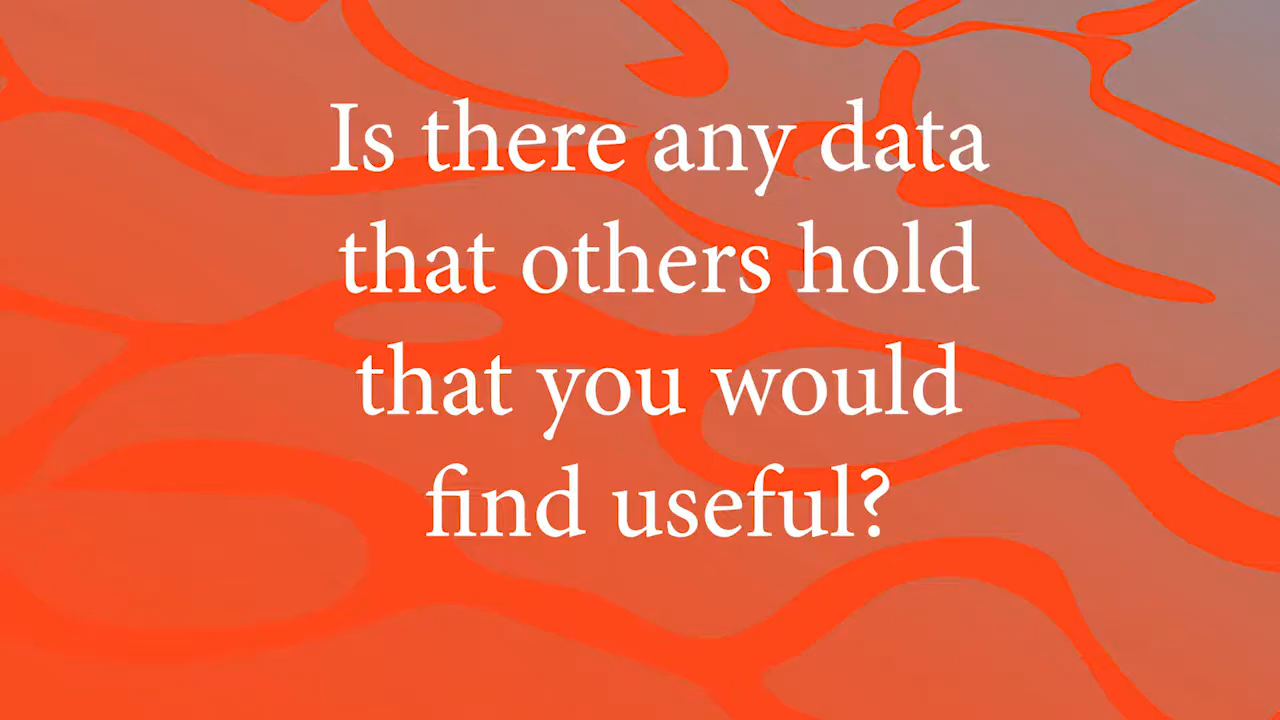 Is there any data
that others hold
that you would
find useful?